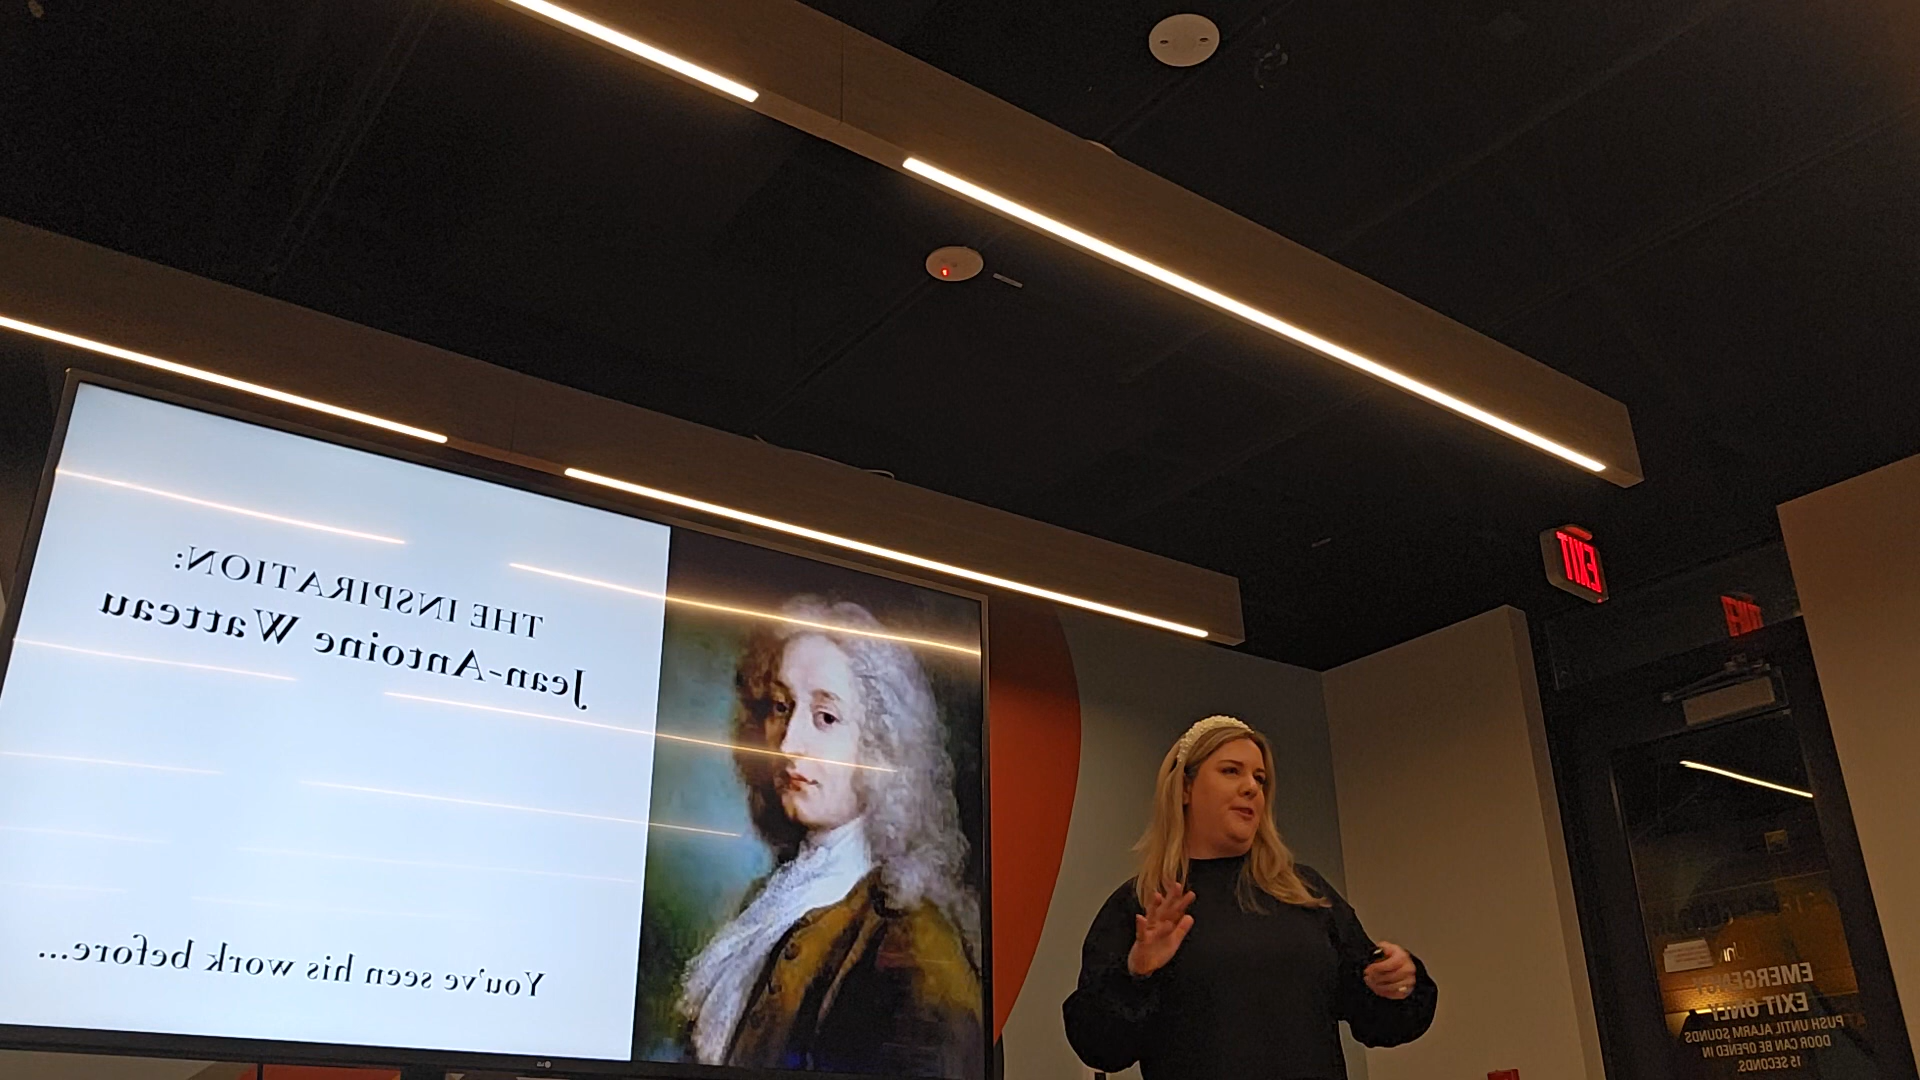 THE INSPIRATION:
Jean-Antoine Watteau
You've seen his work before...
LG
EXIT
EXIT
EMERGENCY
EXIT ONLY
PUSH UNTIL ALARM SOUNDS
DOOR CAN BE OPENED IN
15 SECONDS.